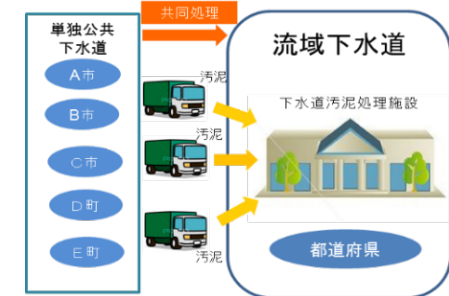 共同処理
単独公共
下水道
A市
B市
C市
D町
E町
汚泥
汚泥
汚泥
流域下水道
下水道汚泥処理施設
都道府県